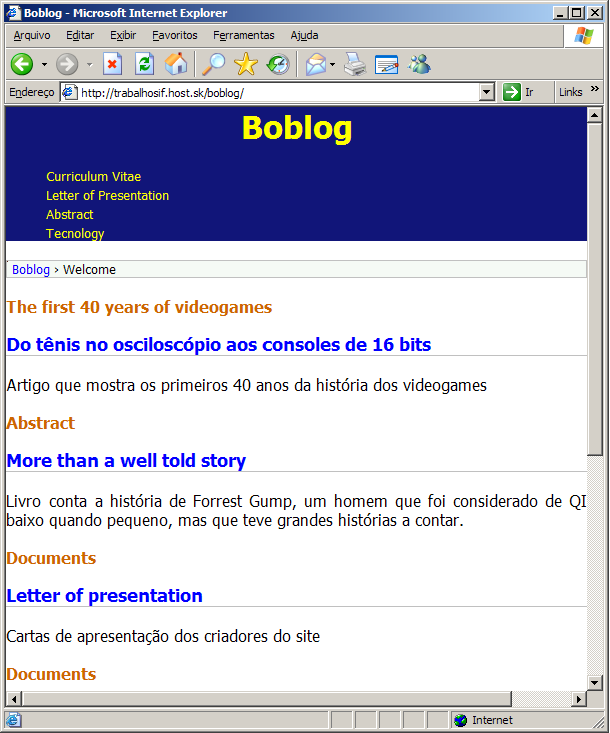 Boblog - Microsoft Internet Explorer
Arquivo Editar Exibir Favoritos Ferramentas Ajuda
Endereço http://trabalhosif.host.sk/boblog/ Ir Links »
Boblog
Curriculum Vitae
Letter of Presentation
Abstract
Tecnology
Boblog › Welcome
The first 40 years of videogames
Do tênis no osciloscópio aos consoles de 16 bits
Artigo que mostra os primeiros 40 anos da história dos videogames
Abstract
More than a well told story
Livro conta a história de Forrest Gump, um homem que foi considerado de QI
baixo quando pequeno, mas que teve grandes histórias a contar.
Documents
Letter of presentation
Cartas de apresentação dos criadores do site
Documents
Internet